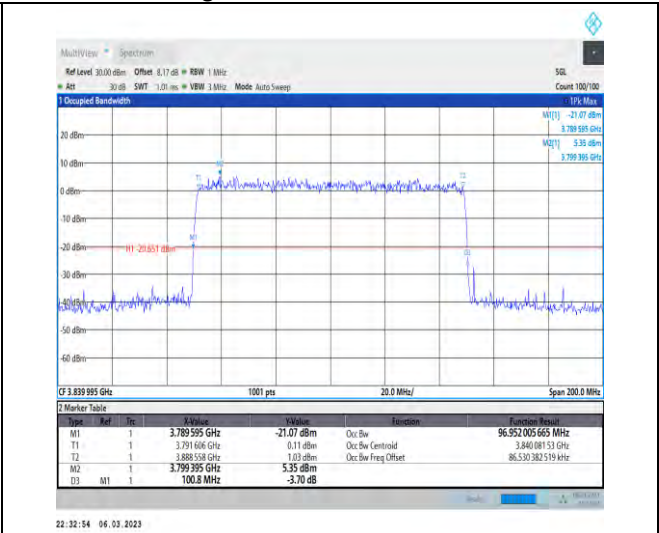 MultiView Spectrum
Ref Level 30.00 dBm Offset 8.17 dB RBW 1 MHz SGL
Att 30 dB SWT 1.01 ms VBW 3 MHz Mode Auto Sweep Count 100/100
1 Occupied Bandwidth 1Pk Max
M1[1] -21.07 dBm
3.789 595 GHz
M2[1] 5.35 dBm
3.799 395 GHz
20 dBm
10 dBm
M2
T1
T2
0 dBm
-10 dBm
M1
-20 dBm
H1 -20.651 dBm
D3
-30 dBm
-40 dBm
-50 dBm
-60 dBm
CF 3.839 995 GHz 1001 pts 20.0 MHz/ Span 200.0 MHz
2 Marker Table
Type Ref Trc X-Value Y-Value Function Function Result
M1 1 3.789 595 GHz -21.07 dBm Occ Bw 96.952 005 665 MHz
T1 1 3.791 606 GHz 0.11 dBm Occ Bw Centroid 3.840 081 53 GHz
T2 1 3.888 558 GHz 1.03 dBm Occ Bw Freq Offset 86.530 382 519 kHz
M2 1 3.799 395 GHz 5.35 dBm
D3 M1 1 100.8 MHz -3.70 dB
22:32:54 06.03.2023